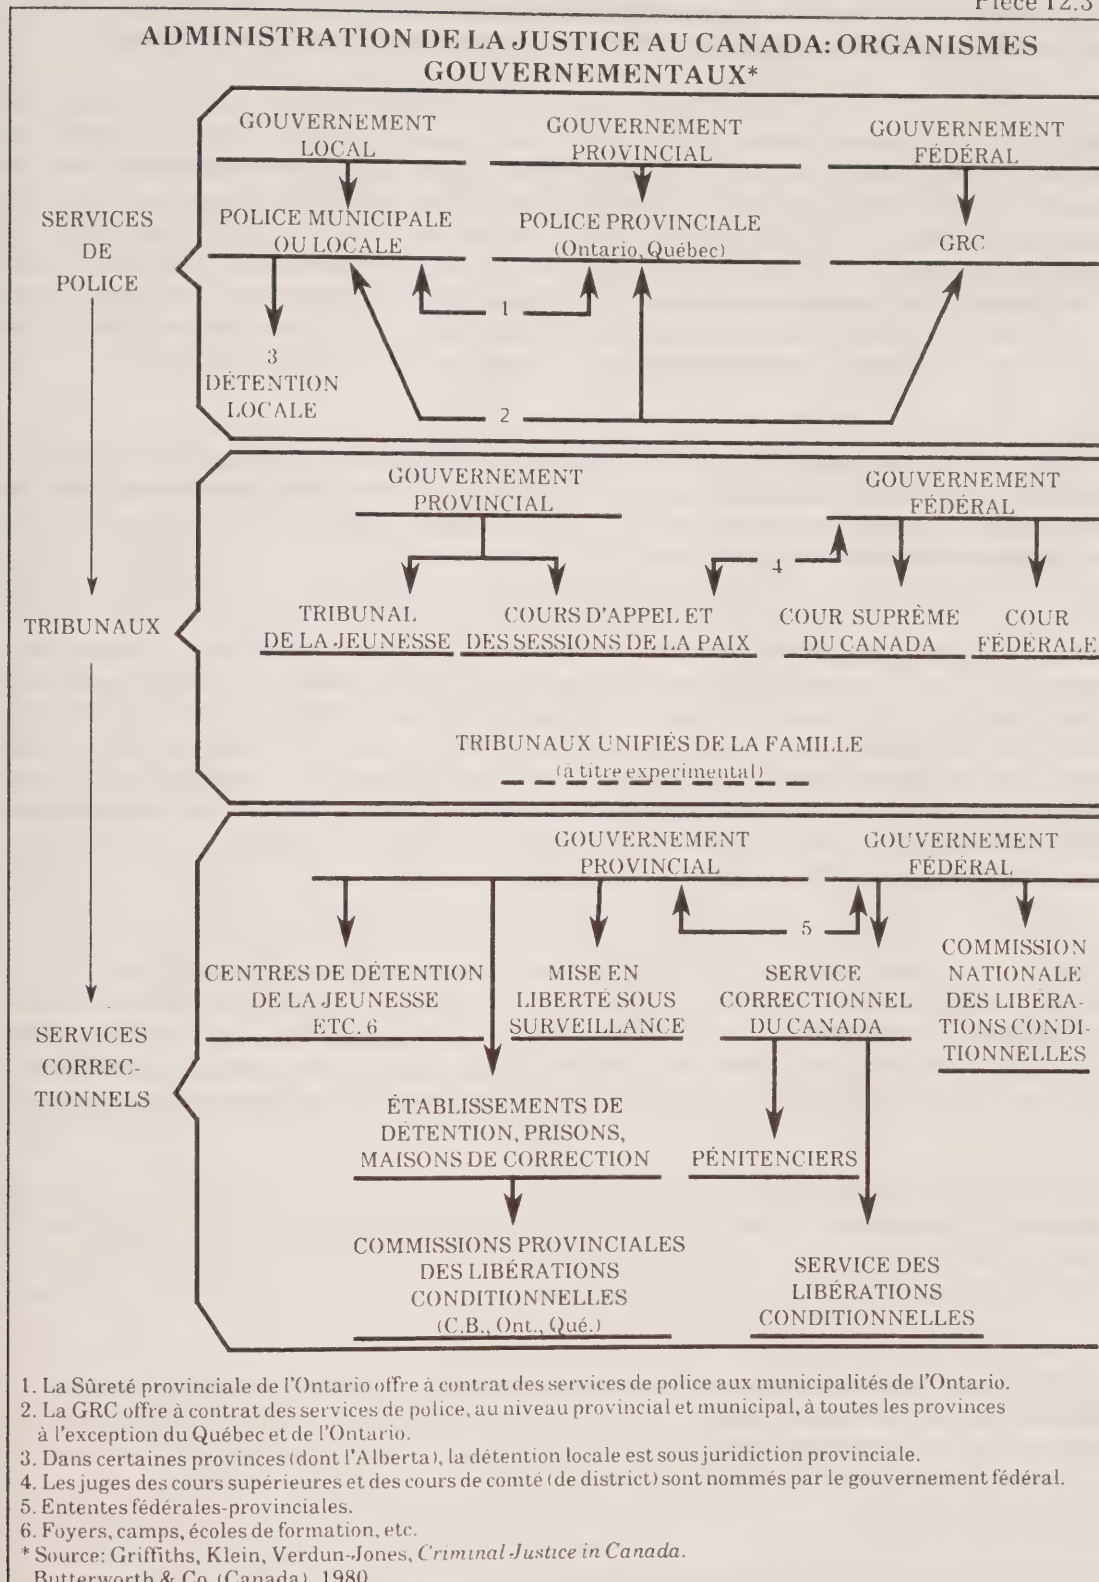 Pièce 12.3
ADMINISTRATION DE LA JUSTICE AU CANADA: ORGANISMES
GOUVERNEMENTAUX*
SERVICES
DE
POLICE
GOUVERNEMENT
LOCAL
GOUVERNEMENT
PROVINCIAL
GOUVERNEMENT
FÉDÉRAL
POLICE MUNICIPALE
OU LOCALE
POLICE PROVINCIALE
(Ontario, Québec)
GRC
1
3
DÉTENTION
LOCALE
2
TRIBUNAUX
GOUVERNEMENT
PROVINCIAL
GOUVERNEMENT
FÉDÉRAL
4
TRIBUNAL
DE LA JEUNESSE
COURS D'APPEL ET
DES SESSIONS DE LA PAIX
COUR SUPRÈME
DU CANADA
COUR
FÉDÉRALE
TRIBUNAUX UNIFIÉS DE LA FAMILLE
(à titre experimental)
SERVICES
CORREC-
TIONNELS
GOUVERNEMENT
PROVINCIAL
GOUVERNEMENT
FÉDÉRAL
5
CENTRES DE DÉTENTION
DE LA JEUNESSE
ETC. 6
MISE EN
LIBERTÉ SOUS
SURVEILLANCE
SERVICE
CORRECTIONNEL
DU CANADA
COMMISSION
NATIONALE
DES LIBÉRA-
TIONS CONDI-
TIONNELLES
ÉTABLISSEMENTS DE
DÉTENTION, PRISONS,
MAISONS DE CORRECTION
PÉNITENCIERS
COMMISSIONS PROVINCIALES
DES LIBÉRATIONS
CONDITIONNELLES
(C.B., Ont., Qué.)
SERVICE DES
LIBÉRATIONS
CONDITIONNELLES
1. La Sûreté provinciale de l'Ontario offre à contrat des services de police aux municipalités de l'Ontario.
2. La GRC offre à contrat des services de police, au niveau provincial et municipal, à toutes les provinces
à l'exception du Québec et de l'Ontario.
3. Dans certaines provinces (dont l'Alberta), la détention locale est sous juridiction provinciale.
4. Les juges des cours supérieures et des cours de comté (de district) sont nommés par le gouvernement fédéral.
5. Ententes fédérales-provinciales.
6. Foyers, camps, écoles de formation, etc.
* Source: Griffiths, Klein, Verdun-Jones, Criminal Justice in Canada.
Butterworth & Co. (Canada), 1980.